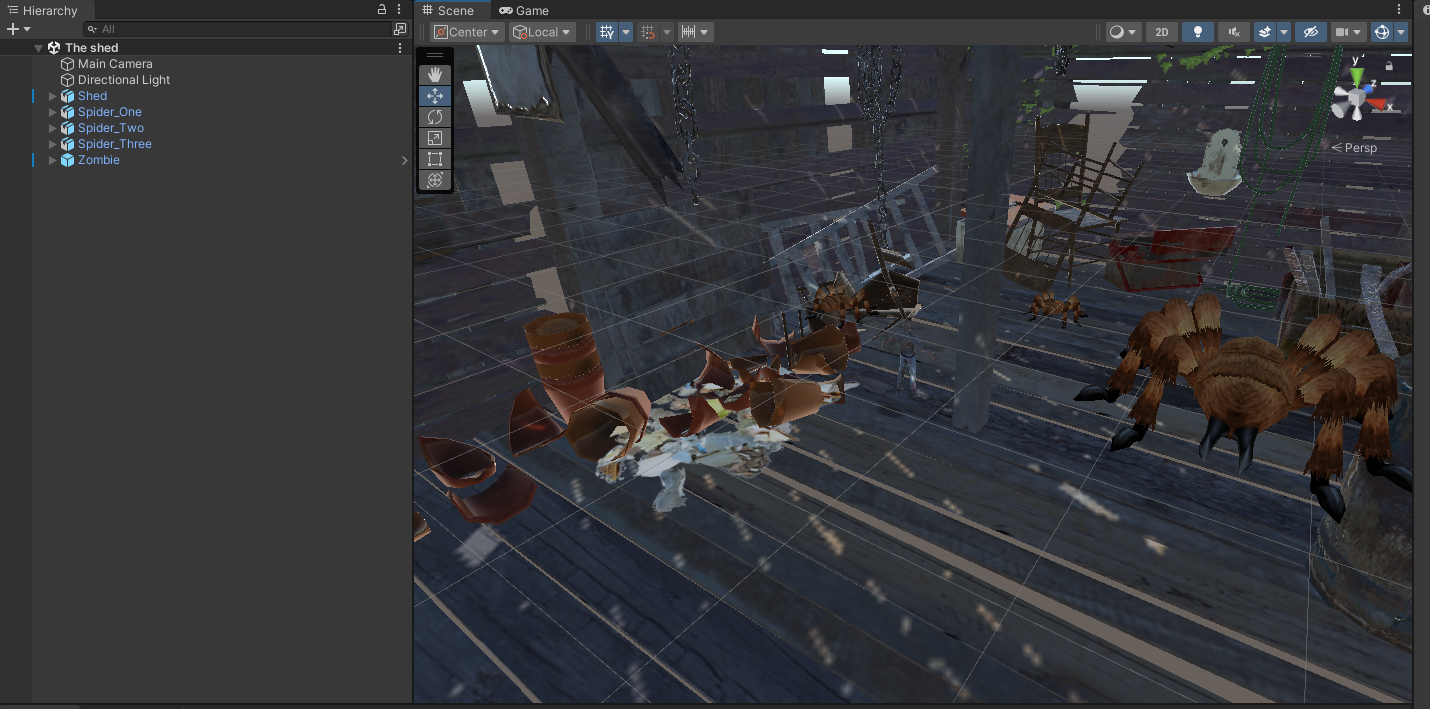 Hierarchy
All
The shed
Main Camera
Directional Light
Shed
Spider_One
Spider_Two
Spider_Three
Zombie
Scene
Game
Center
Local
2D
y
z
x
Persp